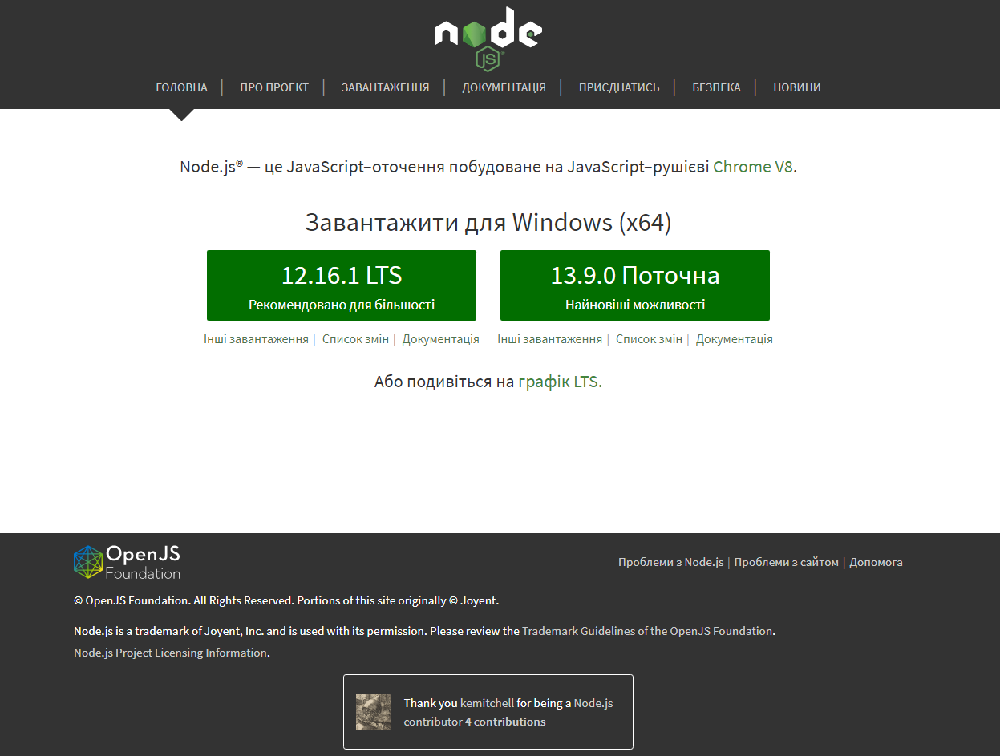 node
JS
ГОЛОВНА | ПРО ПРОЕКТ | ЗАВАНТАЖЕННЯ | ДОКУМЕНТАЦІЯ | ПРИЄДНАТИСЬ | БЕЗПЕКА | НОВИНИ
Node.js® — це JavaScript–оточення побудоване на JavaScript–рушієві Chrome V8.
Завантажити для Windows (x64)
12.16.1 LTS
Рекомендовано для більшості
Інші завантаження | Список змін | Документація
13.9.0 Поточна
Найновіші можливості
Інші завантаження | Список змін | Документація
Або подивіться на графік LTS.
OpenJS
Foundation
Проблеми з Node.js | Проблеми з сайтом | Допомога
© OpenJS Foundation. All Rights Reserved. Portions of this site originally © Joyent.
Node.js is a trademark of Joyent, Inc. and is used with its permission. Please review the Trademark Guidelines of the OpenJS Foundation.
Node.js Project Licensing Information.
Thank you kemitchell for being a Node.js
contributor 4 contributions